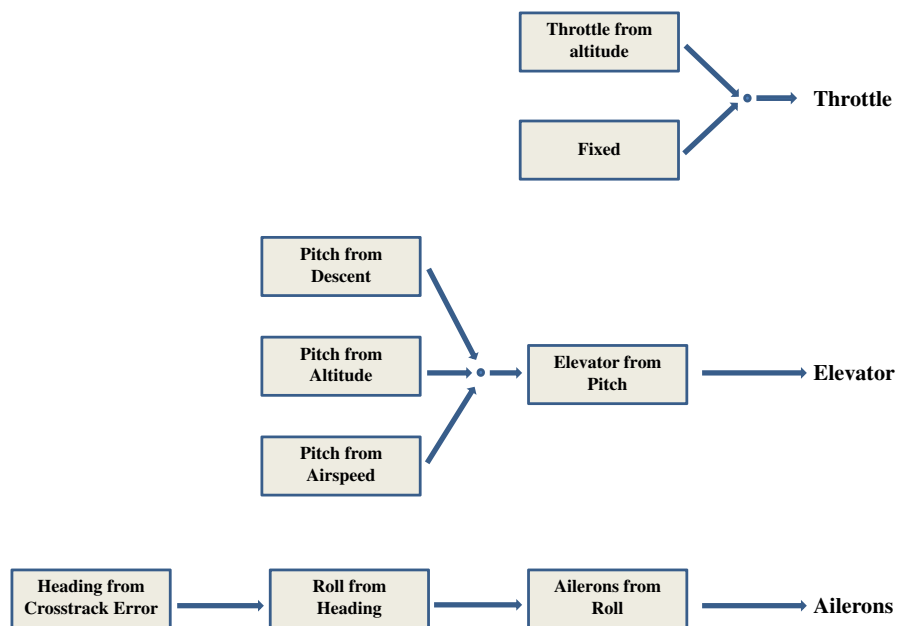 Throttle from
altitude
Throttle
Fixed
Pitch from
Descent
Pitch from
Altitude
Elevator from
Pitch
Elevator
Pitch from
Airspeed
Heading from
Crosstrack Error
Roll from
Heading
Ailerons from
Roll
Ailerons